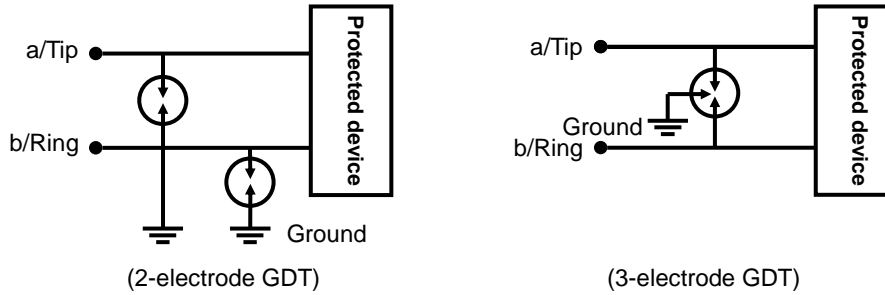 a/Tip
b/Ring
Protected device
Ground
(2-electrode GDT)
a/Tip
Ground
b/Ring
Protected device
(3-electrode GDT)